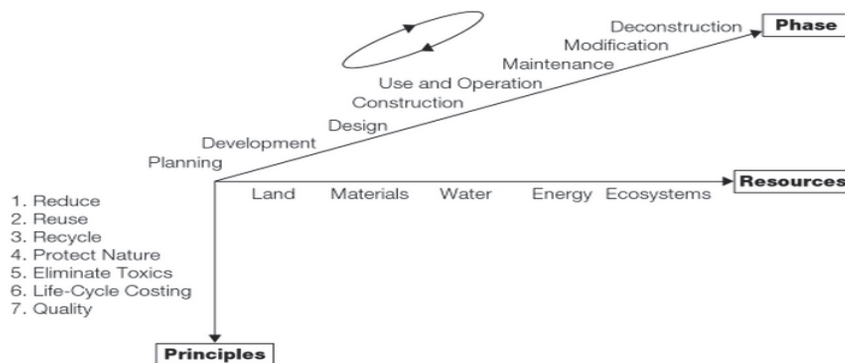 Deconstruction
Phase
Modification
Maintenance
Use and Operation
Construction
Design
Development
Planning
Resources
Land Materials Water Energy Ecosystems
1. Reduce
2. Reuse
3. Recycle
4. Protect Nature
5. Eliminate Toxics
6. Life-Cycle Costing
7. Quality
Principles